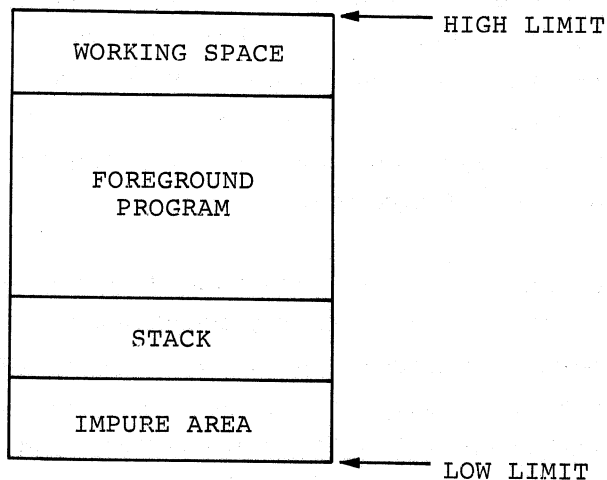 HIGH LIMIT
WORKING SPACE
FOREGROUND
PROGRAM
STACK
IMPURE AREA
LOW LIMIT